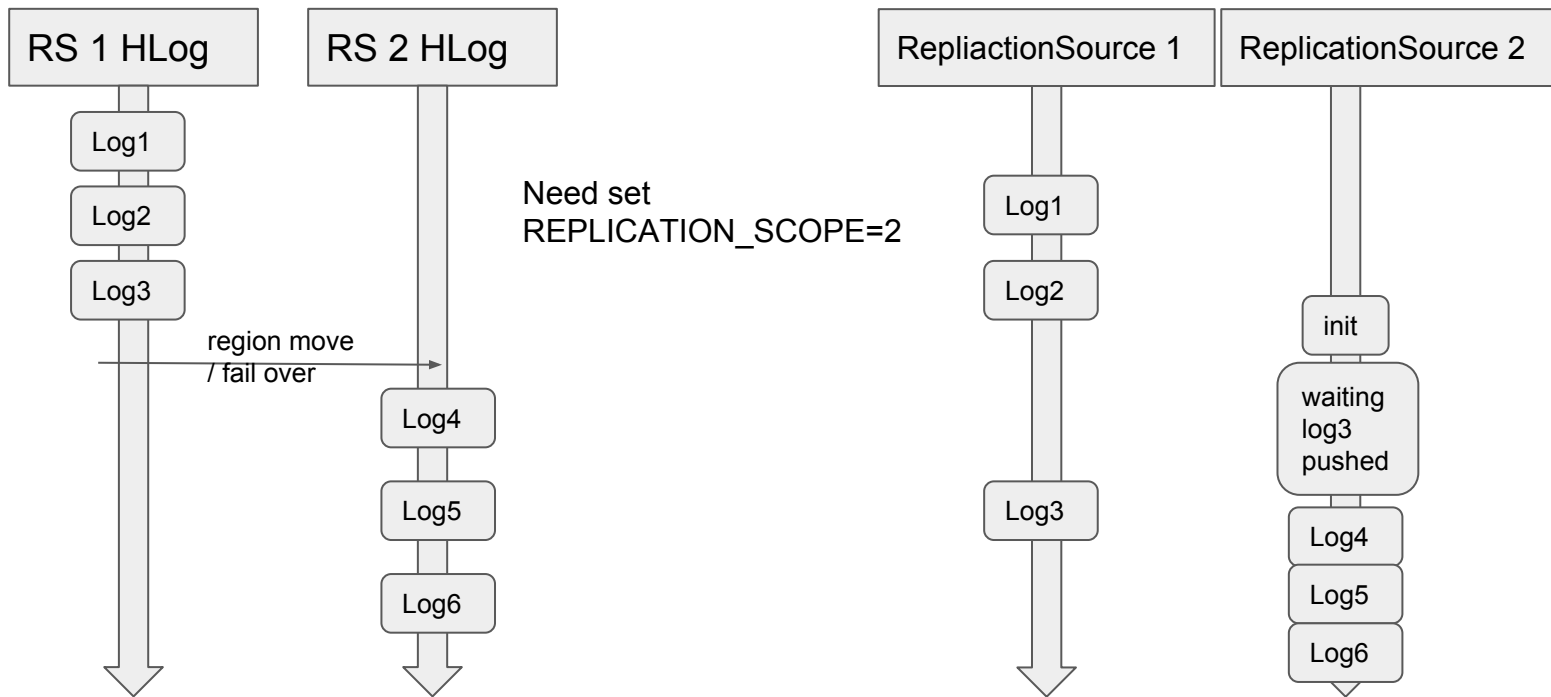 RS 1 HLog
RS 2 HLog
RepliactionSource 1
ReplicationSource 2
Log1
Log2
Log3
region move
/ fail over
Log4
Log5
Log6
Need set
REPLICATION_SCOPE=2
Log1
Log2
Log3
init
waiting
log3
pushed
Log4
Log5
Log6